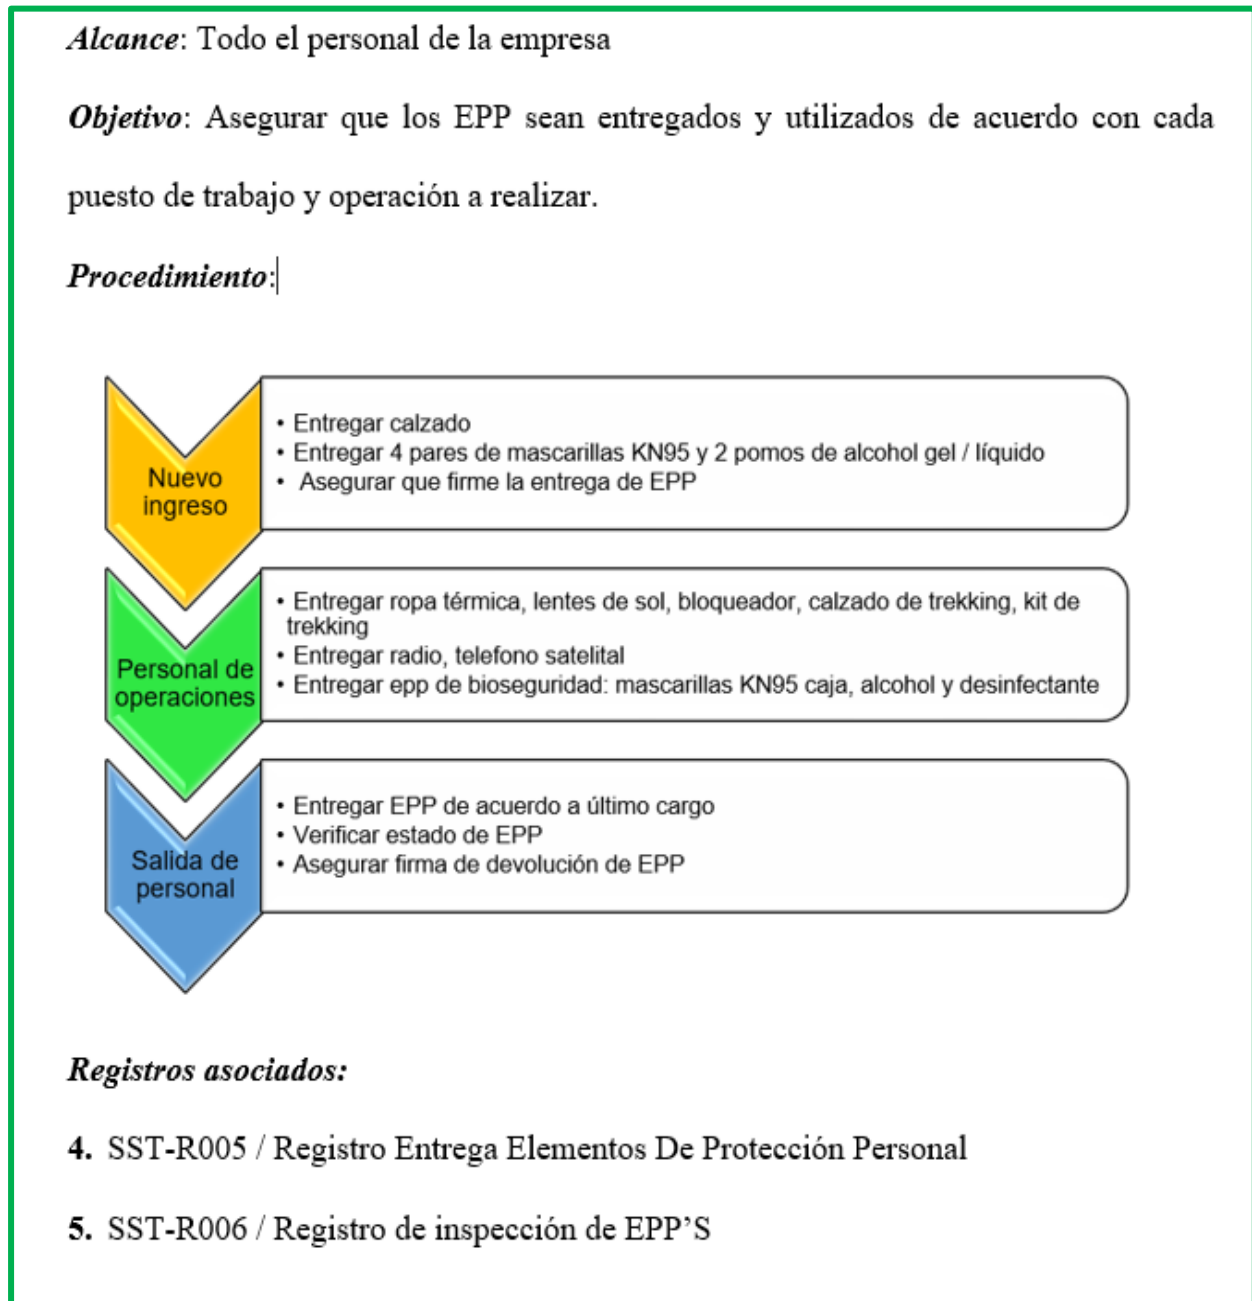 Alcance: Todo el personal de la empresa
Objetivo: Asegurar que los EPP sean entregados y utilizados de acuerdo con cada
puesto de trabajo y operación a realizar.
Procedimiento:
Nuevo
ingreso
• Entregar calzado
• Entregar 4 pares de mascarillas KN95 y 2 pomos de alcohol gel / líquido
• Asegurar que firme la entrega de EPP
Personal de
operaciones
• Entregar ropa térmica, lentes de sol, bloqueador, calzado de trekking, kit de
trekking
• Entregar radio, telefono satelital
• Entregar epp de bioseguridad: mascarillas KN95 caja, alcohol y desinfectante
Salida de
personal
• Entregar EPP de acuerdo a último cargo
• Verificar estado de EPP
• Asegurar firma de devolución de EPP
Registros asociados:
4. SST-R005 / Registro Entrega Elementos De Protección Personal
5. SST-R006 / Registro de inspección de EPP’S